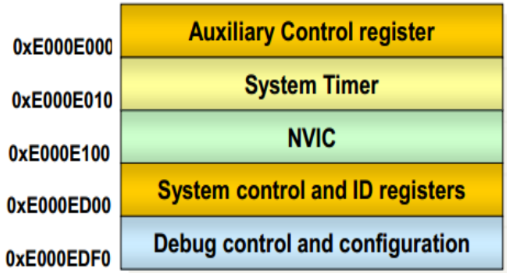 Auxiliary Control register
0xE000E000
System Timer
0xE000E010
NVIC
0xE000E100
System control and ID registers
0xE000ED00
Debug control and configuration
0xE000EDF0